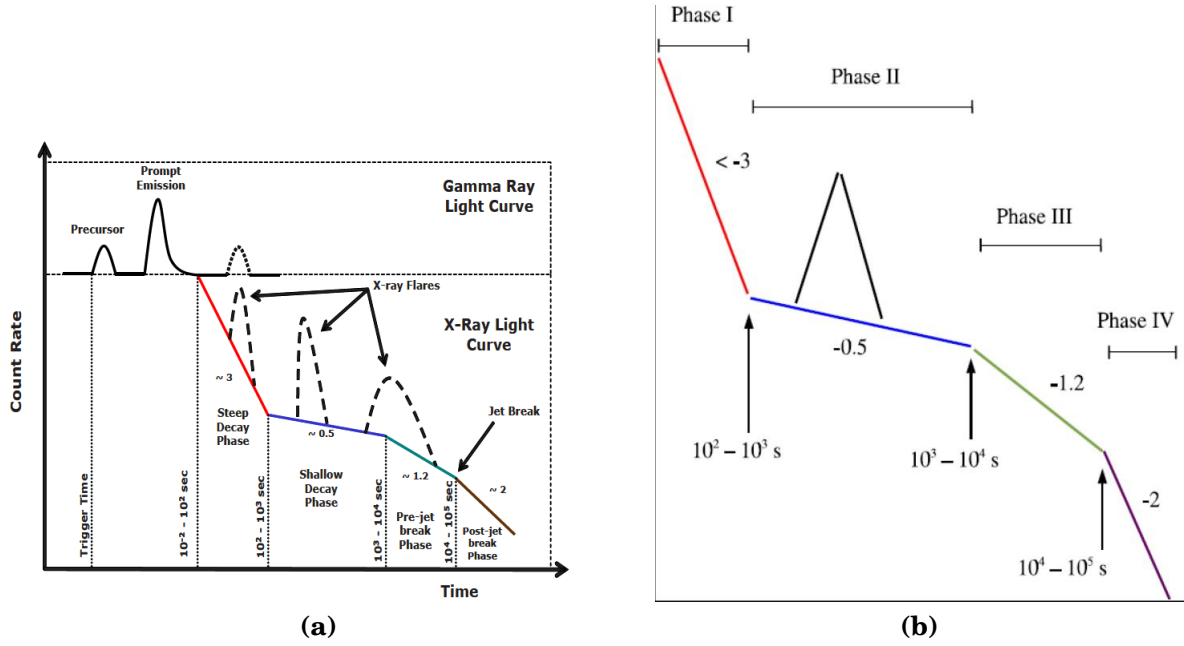 Gamma Ray
Light Curve
Prompt
Emission
Precursor
X-ray Flares
X-Ray Light
Curve
Count Rate
~ 3
Steep
Decay
Phase
~ 0.5
Shallow
Decay
Phase
Jet Break
~ 1.2
~ 2
Pre-jet
break
Phase
Post-jet
break
Phase
Trigger Time
10⁻² - 10² sec
10² - 10³ sec
10³ - 10⁴ sec
10⁴ - 10⁵ sec
Time
(a)
Phase I
Phase II
< -3
Phase III
Phase IV
-0.5
-1.2
10² – 10³ s
10³ – 10⁴ s
-2
10⁴ – 10⁵ s
(b)